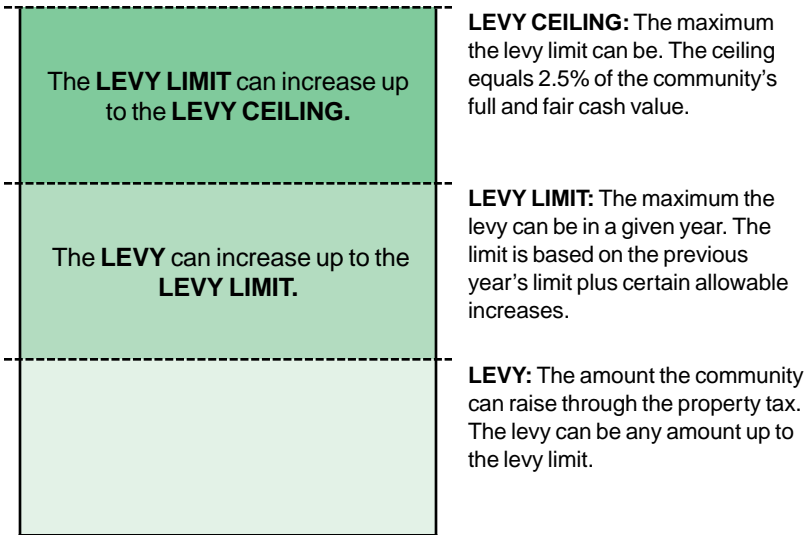 The LEVY LIMIT can increase up
to the LEVY CEILING.
LEVY CEILING: The maximum
the levy limit can be. The ceiling
equals 2.5% of the community’s
full and fair cash value.
The LEVY can increase up to the
LEVY LIMIT.
LEVY LIMIT: The maximum the
levy can be in a given year. The
limit is based on the previous
year’s limit plus certain allowable
increases.
LEVY: The amount the community
can raise through the property tax.
The levy can be any amount up to
the levy limit.